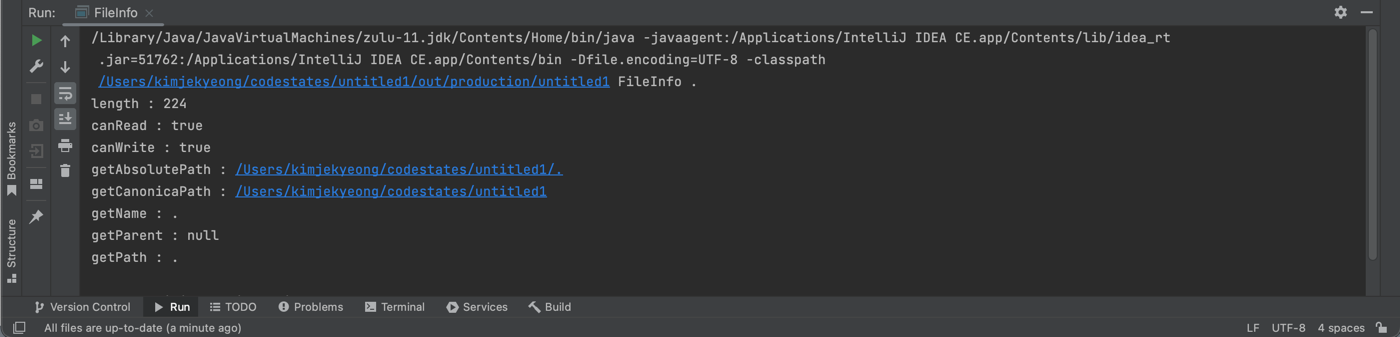 Run: FileInfo
/Library/Java/JavaVirtualMachines/zulu-11.jdk/Contents/Home/bin/java -javaagent:/Applications/IntelliJ IDEA CE.app/Contents/lib/idea_rt
.jar=51762:/Applications/IntelliJ IDEA CE.app/Contents/bin -Dfile.encoding=UTF-8 -classpath
/Users/kimjekyeong/codestates/untitled1/out/production/untitled1 FileInfo .
length : 224
canRead : true
canWrite : true
getAbsolutePath : /Users/kimjekyeong/codestates/untitled1/.
getCanonicaPath : /Users/kimjekyeong/codestates/untitled1
getName : .
getParent : null
getPath : .
Bookmarks
Structure
Version Control Run TODO Problems Terminal Services Build
All files are up-to-date (a minute ago) LF UTF-8 4 spaces